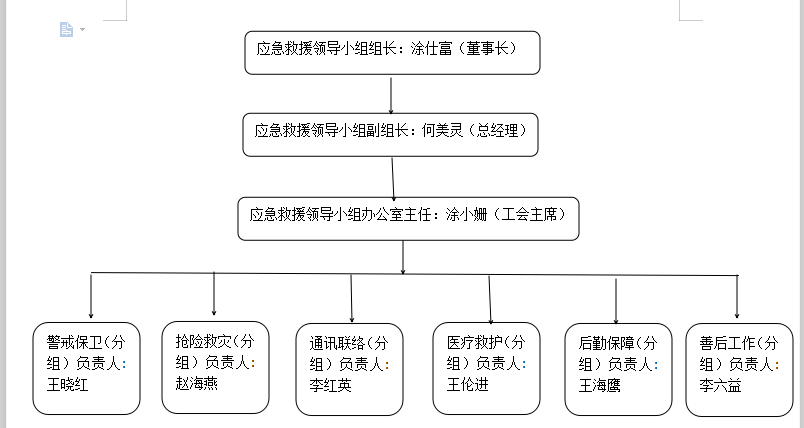 应急救援领导小组组长：涂仕富（董事长）
应急救援领导小组副组长：何美灵（总经理）
应急救援领导小组办公室主任：涂小姗（工会主席）
警戒保卫（分
组）负责人：
王晓红
抢险救灾（分
组）负责人：
赵海燕
通讯联络（分
组）负责人：
李红英
医疗救护（分
组）负责人：
王伦进
后勤保障（分
组）负责人：
王海鹰
善后工作（分
组）负责人：
李六益